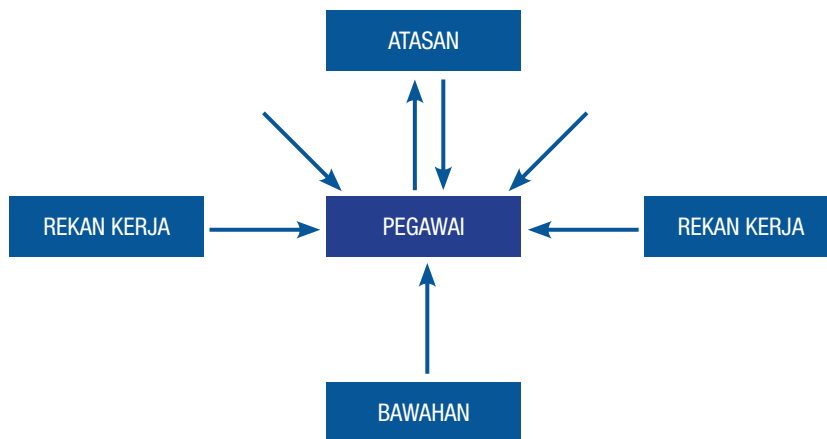 ATASAN
REKAN KERJA
PEGAWAI
REKAN KERJA
BAWAHAN